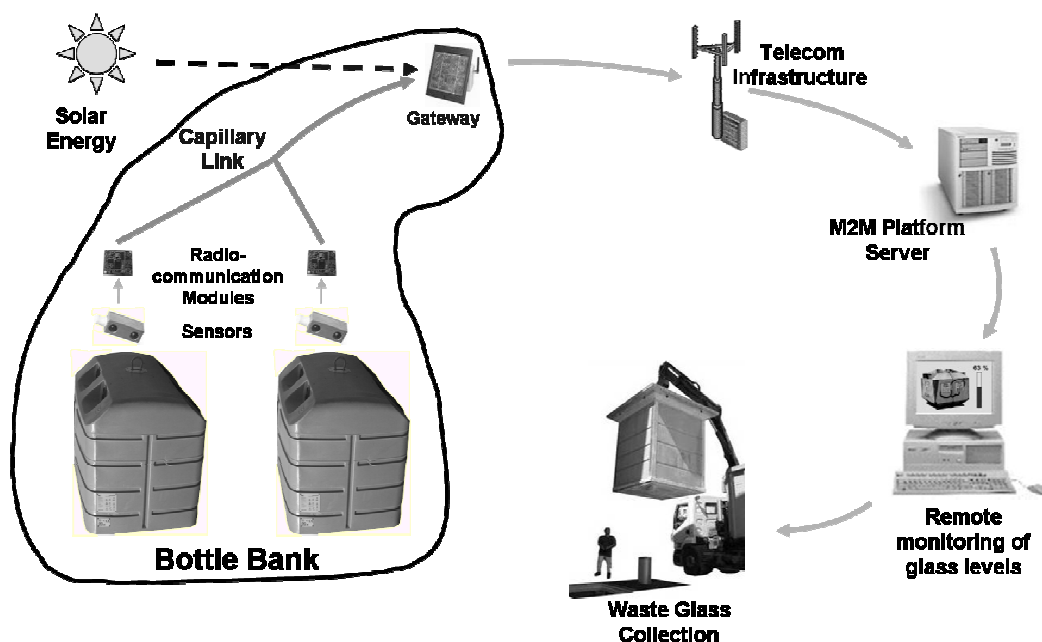 Solar
Energy
Gateway
Capillary
Link
Telecom
Infrastructure
M2M Platform
Server
Radio-
communication
Modules
Sensors
43 %
Bottle Bank
Remote
monitoring of
glass levels
Waste Glass
Collection